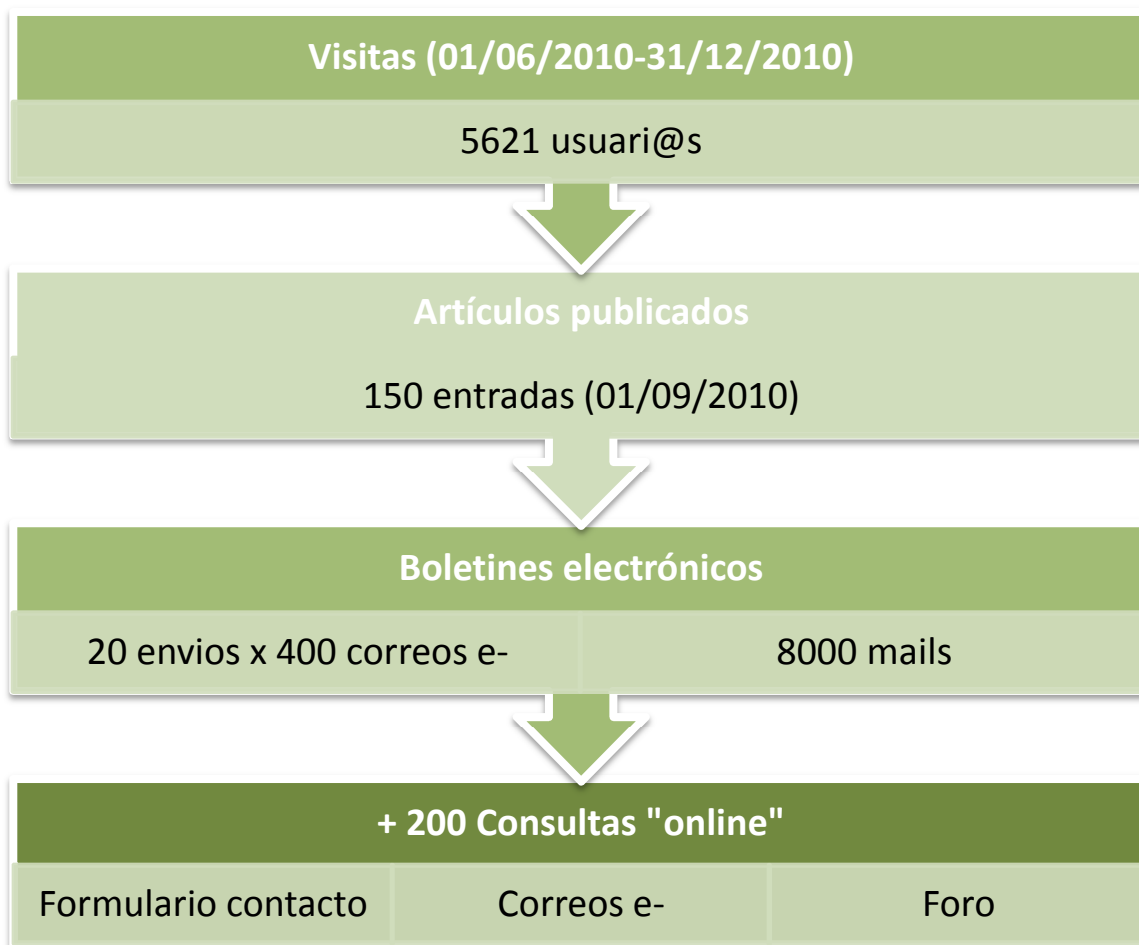 Visitas (01/06/2010-31/12/2010)
5621 usuari@s
Artículos publicados
150 entradas (01/09/2010)
Boletines electrónicos
20 envios x 400 correos e-
8000 mails
+ 200 Consultas "online"
Formulario contacto
Correos e-
Foro